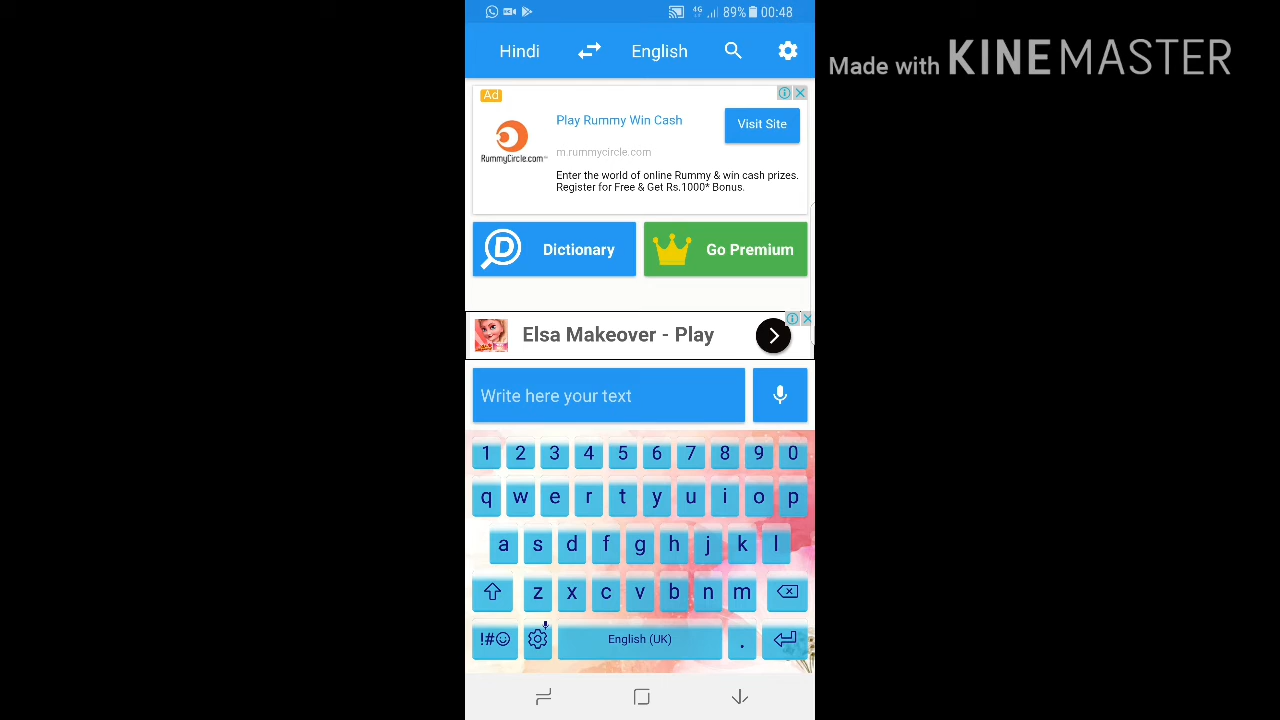 89% 00:48
Hindi English
Made with KINEMASTER
Ad
Play Rummy Win Cash
Visit Site
RummyCircle.com
m.rummycircle.com
Enter the world of online Rummy & win cash prizes.
Register for Free & Get Rs.1000* Bonus.
D Dictionary
Go Premium
Elsa Makeover - Play
Write here your text
1 2 3 4 5 6 7 8 9 0
q w e r t y u i o p
a s d f g h j k l
z x c v b n m
!#☺ English (UK) .